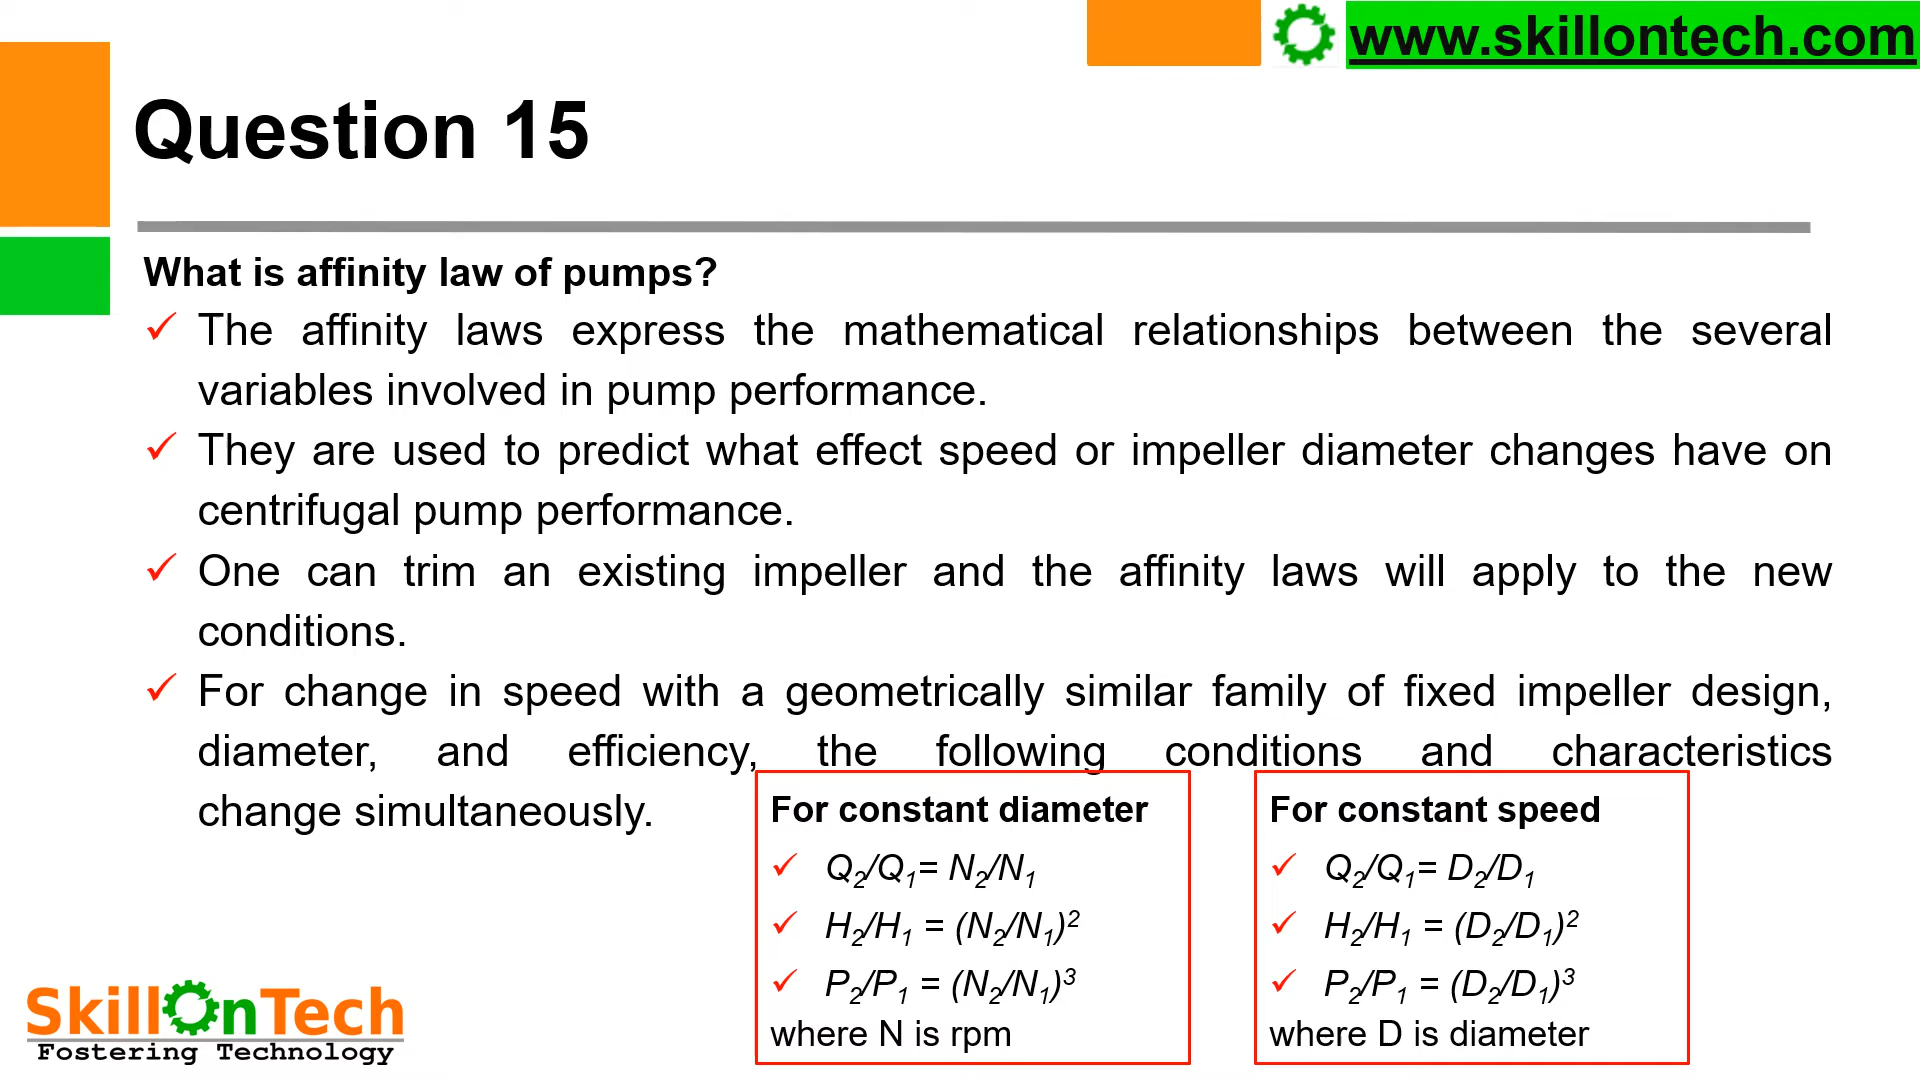 www.skillontech.com
Question 15
What is affinity law of pumps?
✓ The affinity laws express the mathematical relationships between the several
variables involved in pump performance.
✓ They are used to predict what effect speed or impeller diameter changes have on
centrifugal pump performance.
✓ One can trim an existing impeller and the affinity laws will apply to the new
conditions.
✓ For change in speed with a geometrically similar family of fixed impeller design,
diameter, and efficiency, the following conditions and characteristics
change simultaneously.
For constant diameter
✓ Q₂/Q₁= N₂/N₁
✓ H₂/H₁ = (N₂/N₁)²
✓ P₂/P₁ = (N₂/N₁)³
where N is rpm
For constant speed
✓ Q₂/Q₁= D₂/D₁
✓ H₂/H₁ = (D₂/D₁)²
✓ P₂/P₁ = (D₂/D₁)³
where D is diameter
SkillOnTech
Fostering Technology